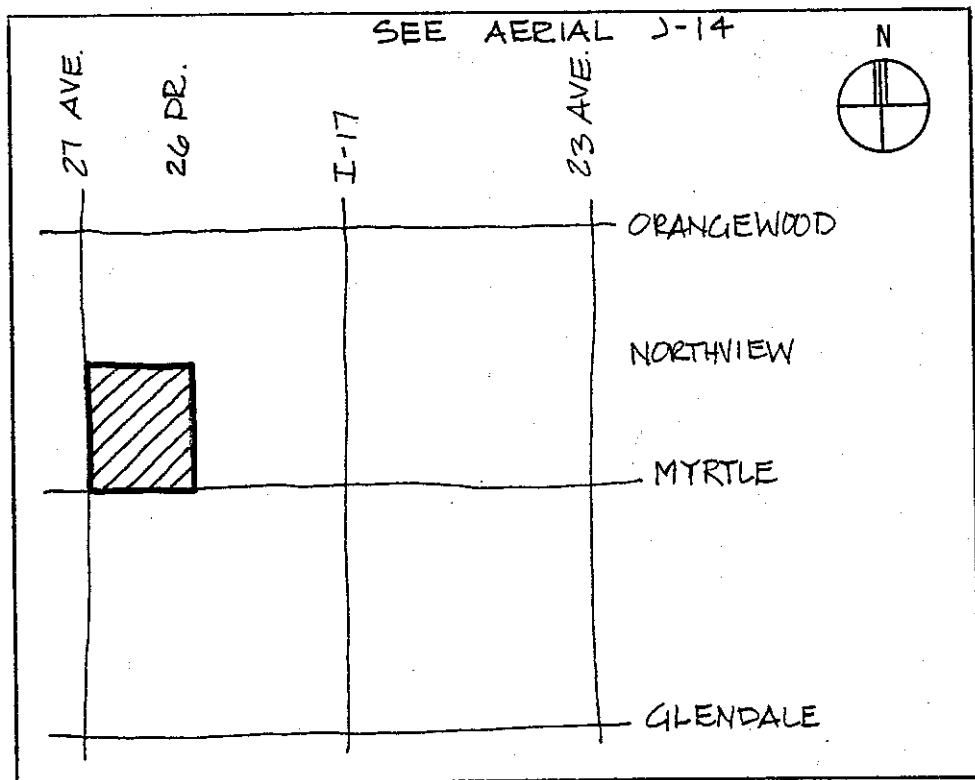 SEE AERIAL J-14
N
27 AVE.
26 DR.
I-17
23 AVE.
ORANGEWOOD
NORTHVIEW
MYRTLE
GLENDALE